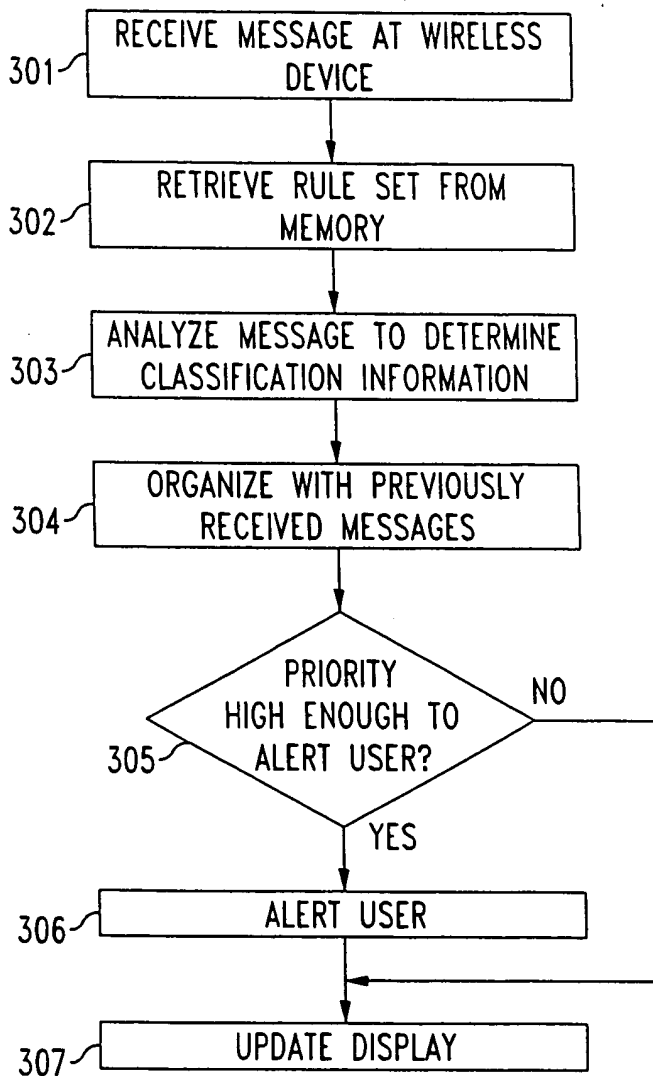 RECEIVE MESSAGE AT WIRELESS
DEVICE
301
RETRIEVE RULE SET FROM
MEMORY
302
ANALYZE MESSAGE TO DETERMINE
CLASSIFICATION INFORMATION
303
ORGANIZE WITH PREVIOUSLY
RECEIVED MESSAGES
304
PRIORITY
HIGH ENOUGH TO
ALERT USER?
305
NO
YES
ALERT USER
306
UPDATE DISPLAY
307